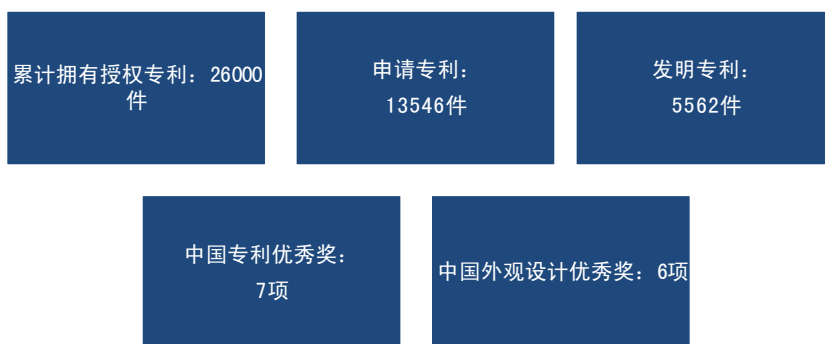 累计拥有授权专利：26000
件
申请专利：
13546件
发明专利：
5562件
中国专利优秀奖：
7项
中国外观设计优秀奖：6项